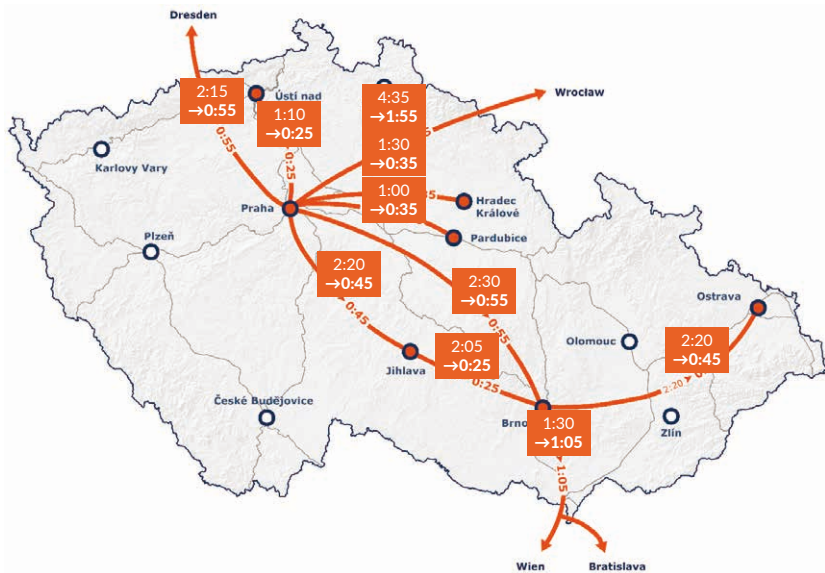 Dresden
2:15
→0:55
Ústí nad
1:10
→0:25
4:35
→1:55
Wrocław
1:30
→0:35
0:55
0:25
Karlovy Vary
1:00
→0:35
Hradec
Králové
Praha
Pardubice
Plzeň
2:20
→0:45
2:30
→0:55
Ostrava
0:45
0:55
2:05
→0:25
Olomouc
2:20
→0:45
Jihlava
0:25
2:20
České Budějovice
Brno
1:30
→1:05
Zlín
1:05
Wien
Bratislava